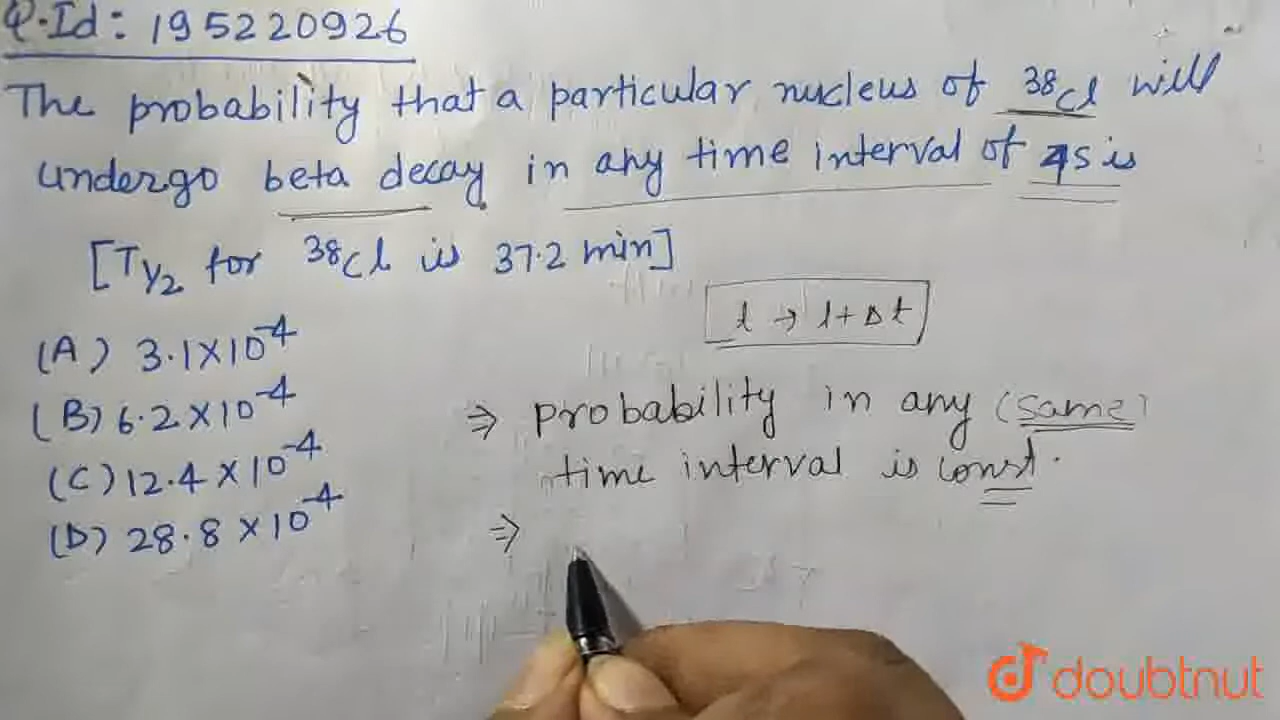 Q.Id: 195220926
The probability that a particular nucleus of ³⁸Cl will
undergo beta decay in any time interval of 4s is
[T½ for ³⁸Cl is 37.2 min]
t → t + Δt
(A) 3.1×10⁻⁴
(B) 6.2×10⁻⁴
(C) 12.4×10⁻⁴
(D) 28.8×10⁻⁴
⇒ probability in any (same)
time interval is const.
⇒
doubtnut